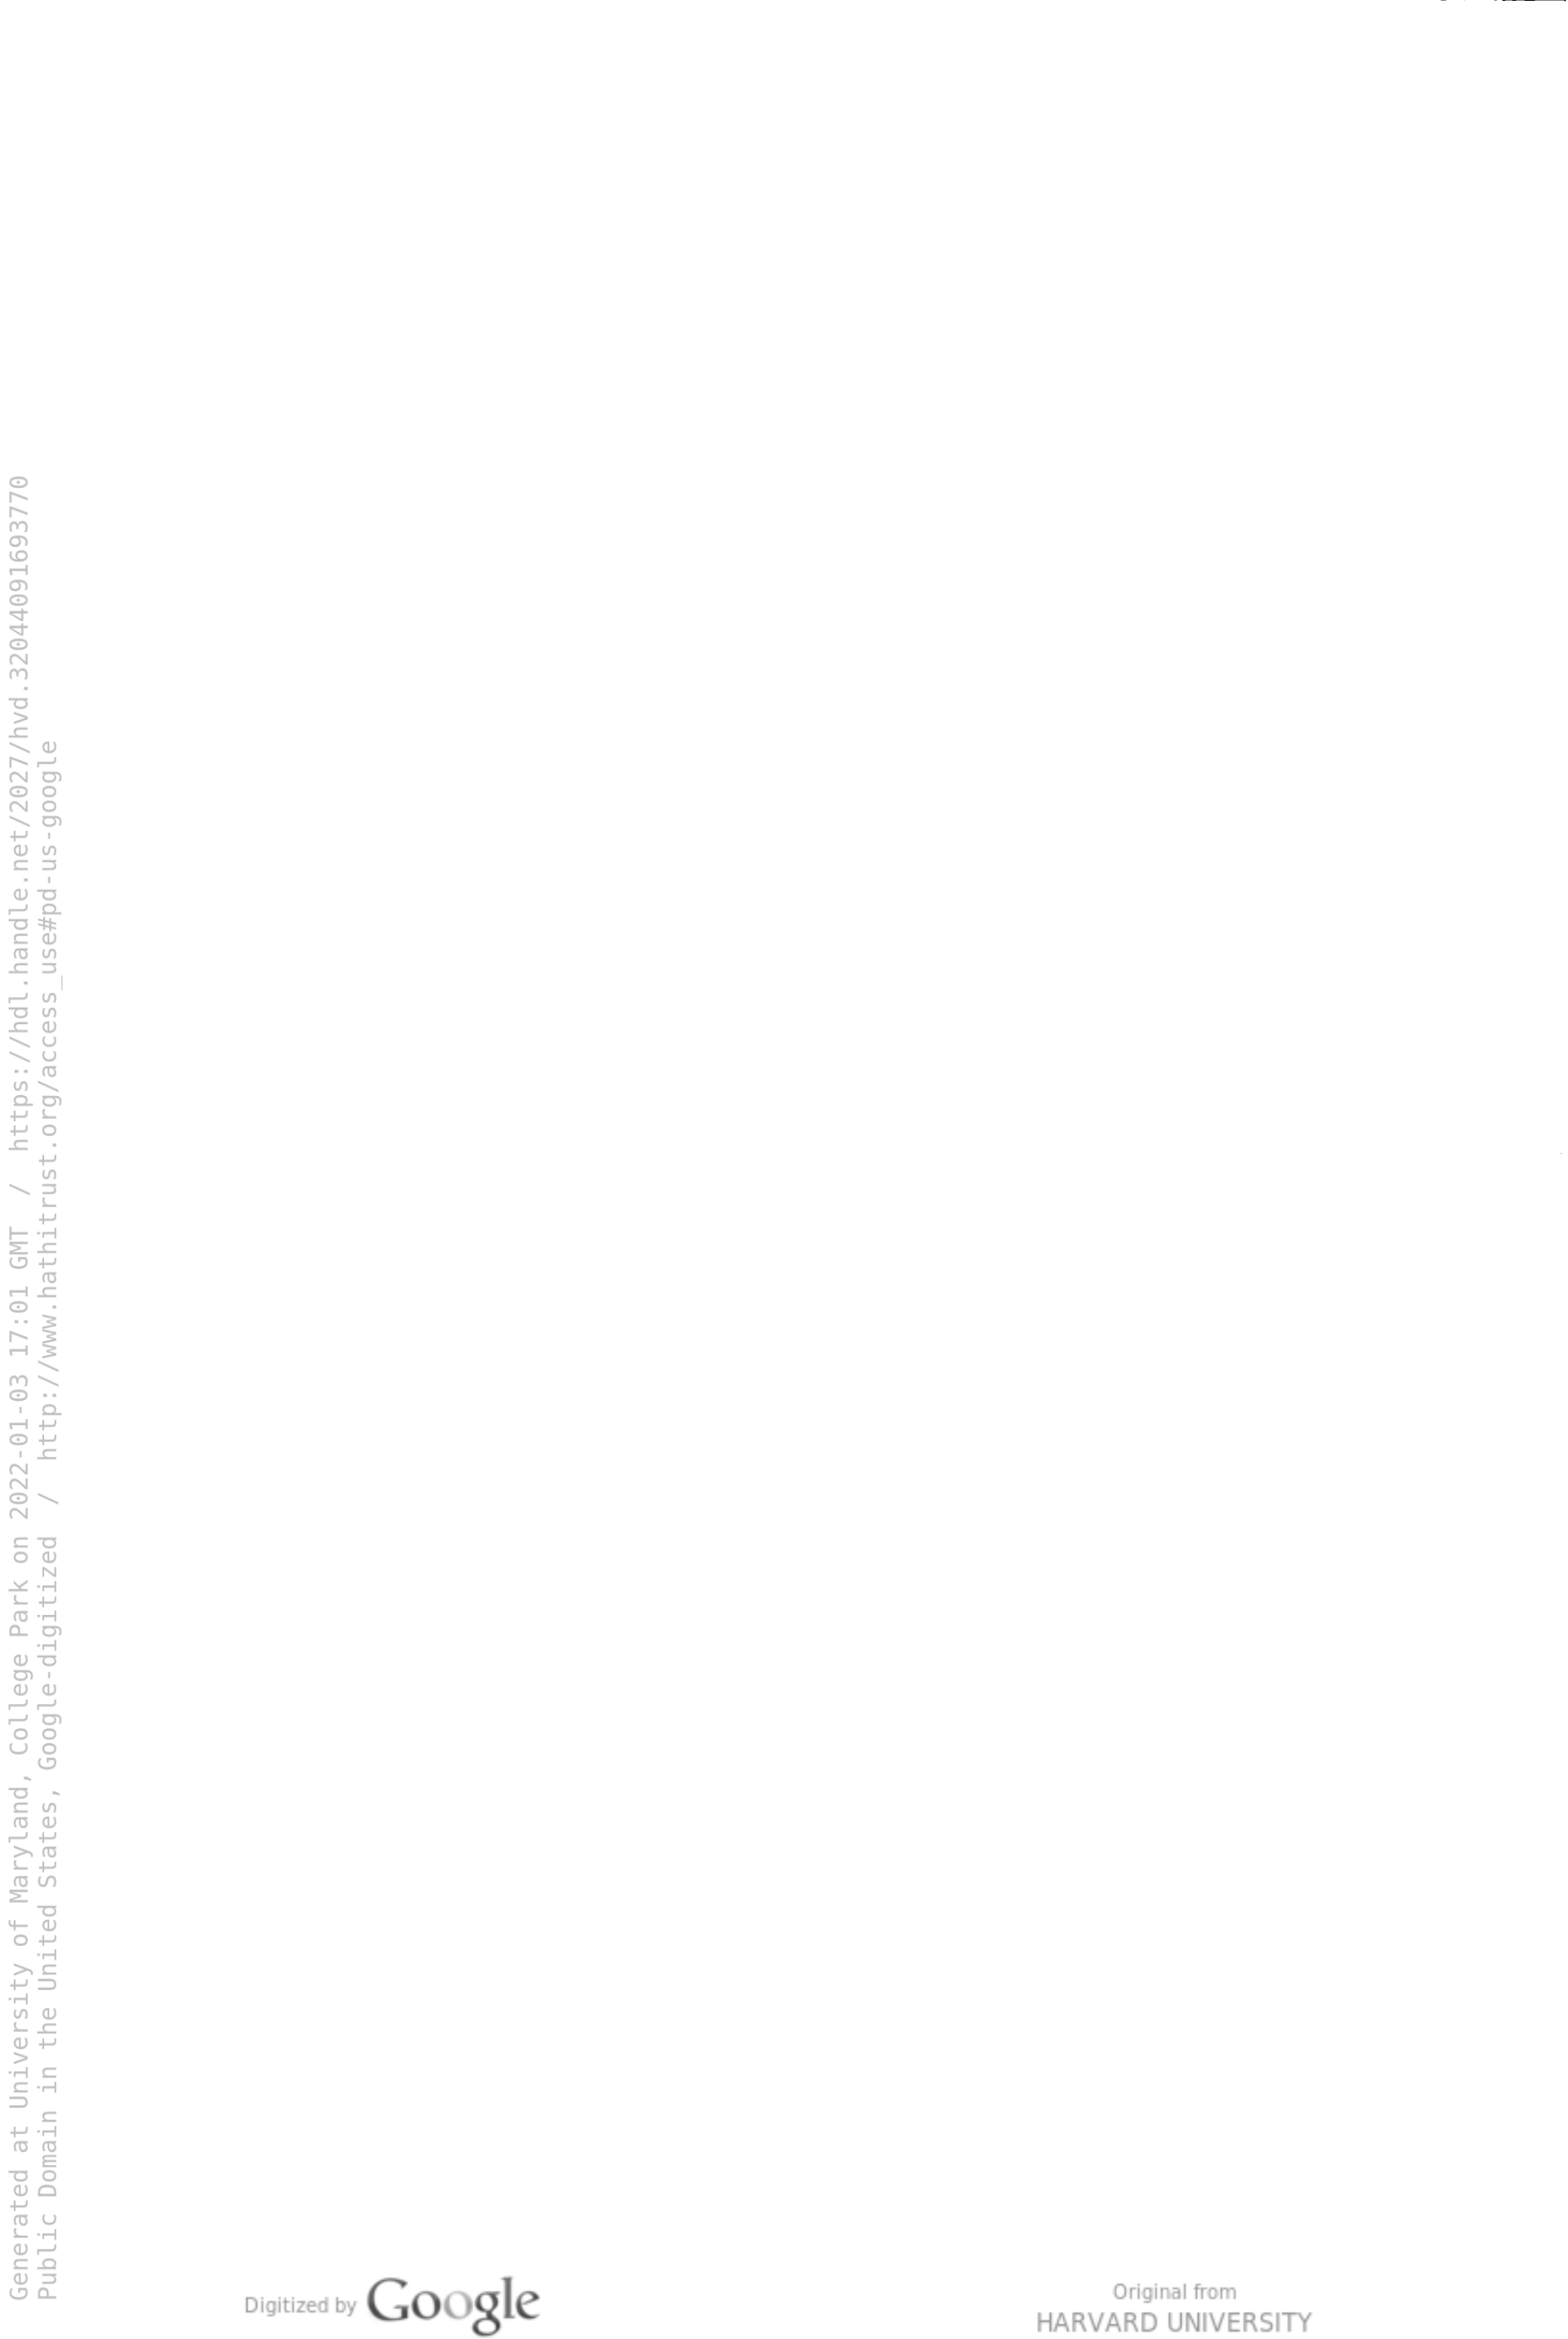 Generated at University of Maryland, College Park on 2022-01-03 17:01 GMT / https://hdl.handle.net/2027/hvd.32044091693770
Public Domain in the United States, Google-digitized / http://www.hathitrust.org/access_use#pd-us-google
Digitized by Google
Original from
HARVARD UNIVERSITY